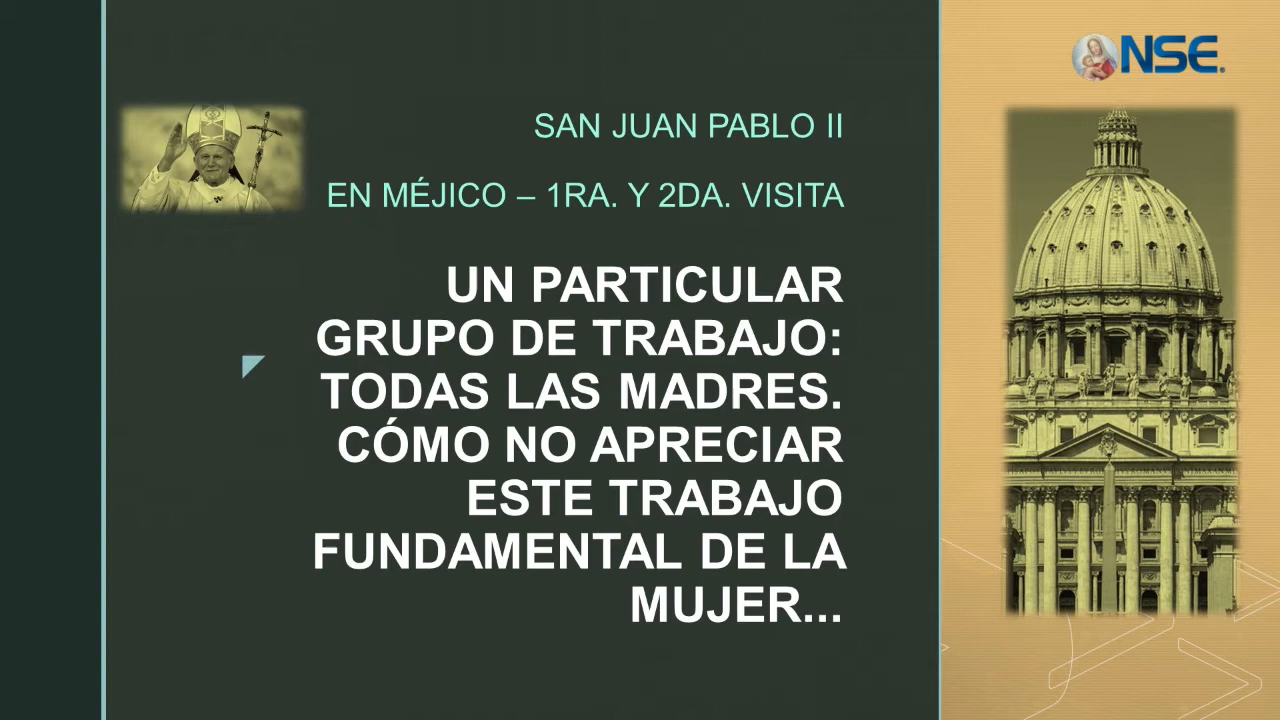 NSE
SAN JUAN PABLO II
EN MÉJICO – 1RA. Y 2DA. VISITA
UN PARTICULAR
GRUPO DE TRABAJO:
TODAS LAS MADRES.
CÓMO NO APRECIAR
ESTE TRABAJO
FUNDAMENTAL DE LA
MUJER...